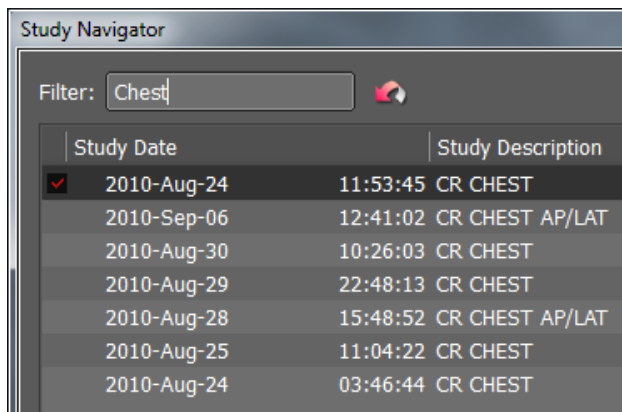 Study Navigator
Filter: Chest
Study Date Study Description
2010-Aug-24 11:53:45 CR CHEST
2010-Sep-06 12:41:02 CR CHEST AP/LAT
2010-Aug-30 10:26:03 CR CHEST
2010-Aug-29 22:48:13 CR CHEST
2010-Aug-28 15:48:52 CR CHEST AP/LAT
2010-Aug-25 11:04:22 CR CHEST
2010-Aug-24 03:46:44 CR CHEST